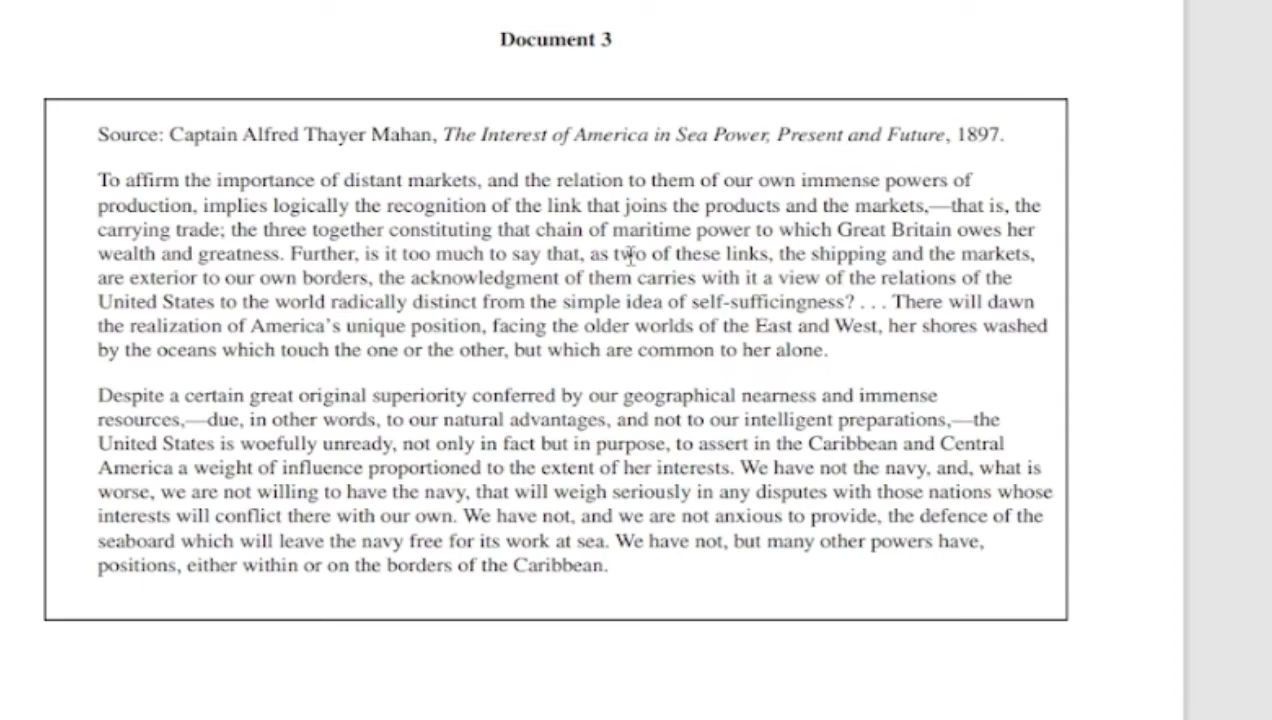 Document 3
Source: Captain Alfred Thayer Mahan, The Interest of America in Sea Power, Present and Future, 1897.
To affirm the importance of distant markets, and the relation to them of our own immense powers of
production, implies logically the recognition of the link that joins the products and the markets,—that is, the
carrying trade; the three together constituting that chain of maritime power to which Great Britain owes her
wealth and greatness. Further, is it too much to say that, as two of these links, the shipping and the markets,
are exterior to our own borders, the acknowledgment of them carries with it a view of the relations of the
United States to the world radically distinct from the simple idea of self-sufficingness? . . . There will dawn
the realization of America's unique position, facing the older worlds of the East and West, her shores washed
by the oceans which touch the one or the other, but which are common to her alone.
Despite a certain great original superiority conferred by our geographical nearness and immense
resources,—due, in other words, to our natural advantages, and not to our intelligent preparations,—the
United States is woefully unready, not only in fact but in purpose, to assert in the Caribbean and Central
America a weight of influence proportioned to the extent of her interests. We have not the navy, and, what is
worse, we are not willing to have the navy, that will weigh seriously in any disputes with those nations whose
interests will conflict there with our own. We have not, and we are not anxious to provide, the defence of the
seaboard which will leave the navy free for its work at sea. We have not, but many other powers have,
positions, either within or on the borders of the Caribbean.